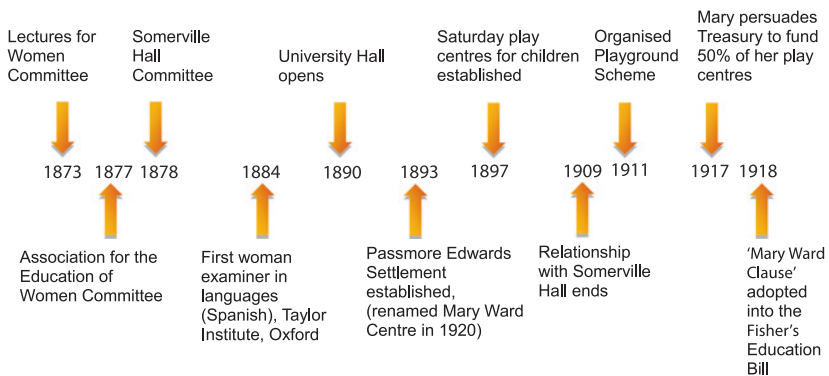 Lectures for
Women
Committee
Somerville
Hall
Committee
University Hall
opens
Saturday play
centres for children
established
Organised
Playground
Scheme
Mary persuades
Treasury to fund
50% of her play
centres
1873 1877 1878 1884 1890 1893 1897 1909 1911 1917 1918
Association for the
Education of
Women Committee
First woman
examiner in
languages
(Spanish), Taylor
Institute, Oxford
Passmore Edwards
Settlement
established,
(renamed Mary Ward
Centre in 1920)
Relationship
with Somerville
Hall ends
'Mary Ward
Clause'
adopted
into the
Fisher's
Education
Bill